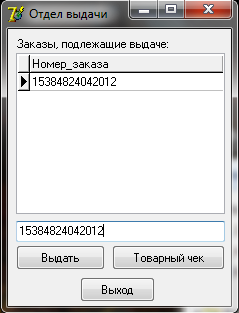 Отдел выдачи
Заказы, подлежащие выдаче:
Номер_заказа
15384824042012
15384824042012
Выдать
Товарный чек
Выход